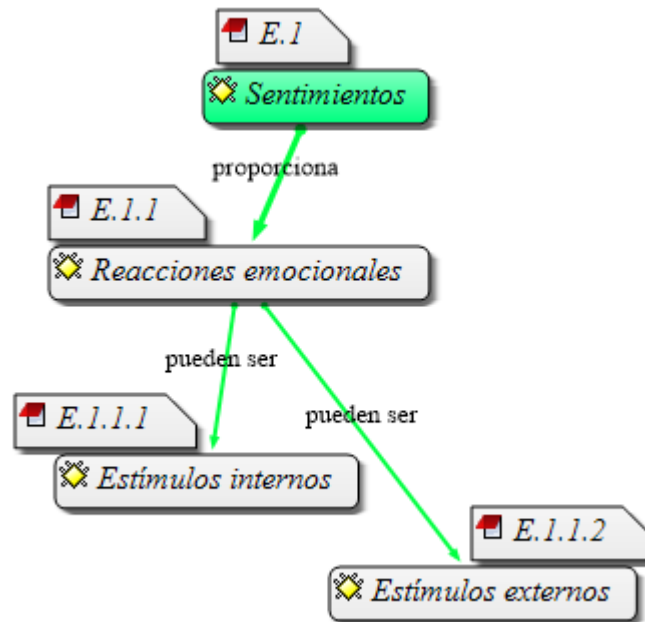 E.1
Sentimientos
proporciona
E.1.1
Reacciones emocionales
pueden ser
pueden ser
E.1.1.1
Estímulos internos
E.1.1.2
Estímulos externos